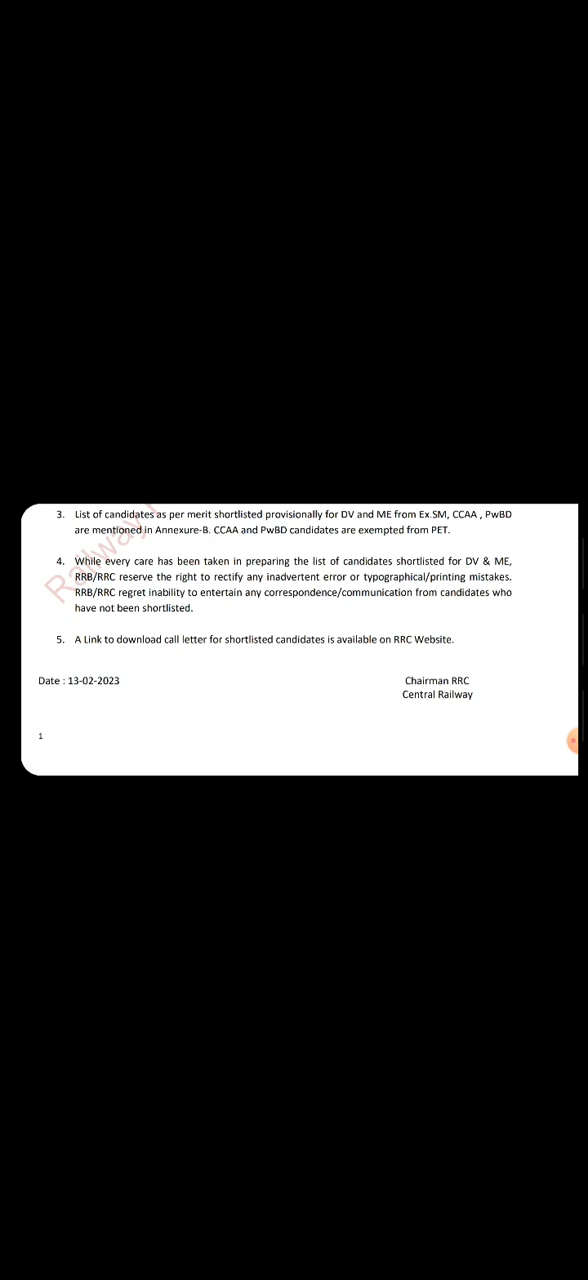 3. List of candidates as per merit shortlisted provisionally for DV and ME from Ex.SM, CCAA , PwBD
are mentioned in Annexure-B. CCAA and PwBD candidates are exempted from PET.
4. While every care has been taken in preparing the list of candidates shortlisted for DV & ME,
RRB/RRC reserve the right to rectify any inadvertent error or typographical/printing mistakes.
RRB/RRC regret inability to entertain any correspondence/communication from candidates who
have not been shortlisted.
5. A Link to download call letter for shortlisted candidates is available on RRC Website.
Date : 13-02-2023 Chairman RRC
Central Railway
1
Railway